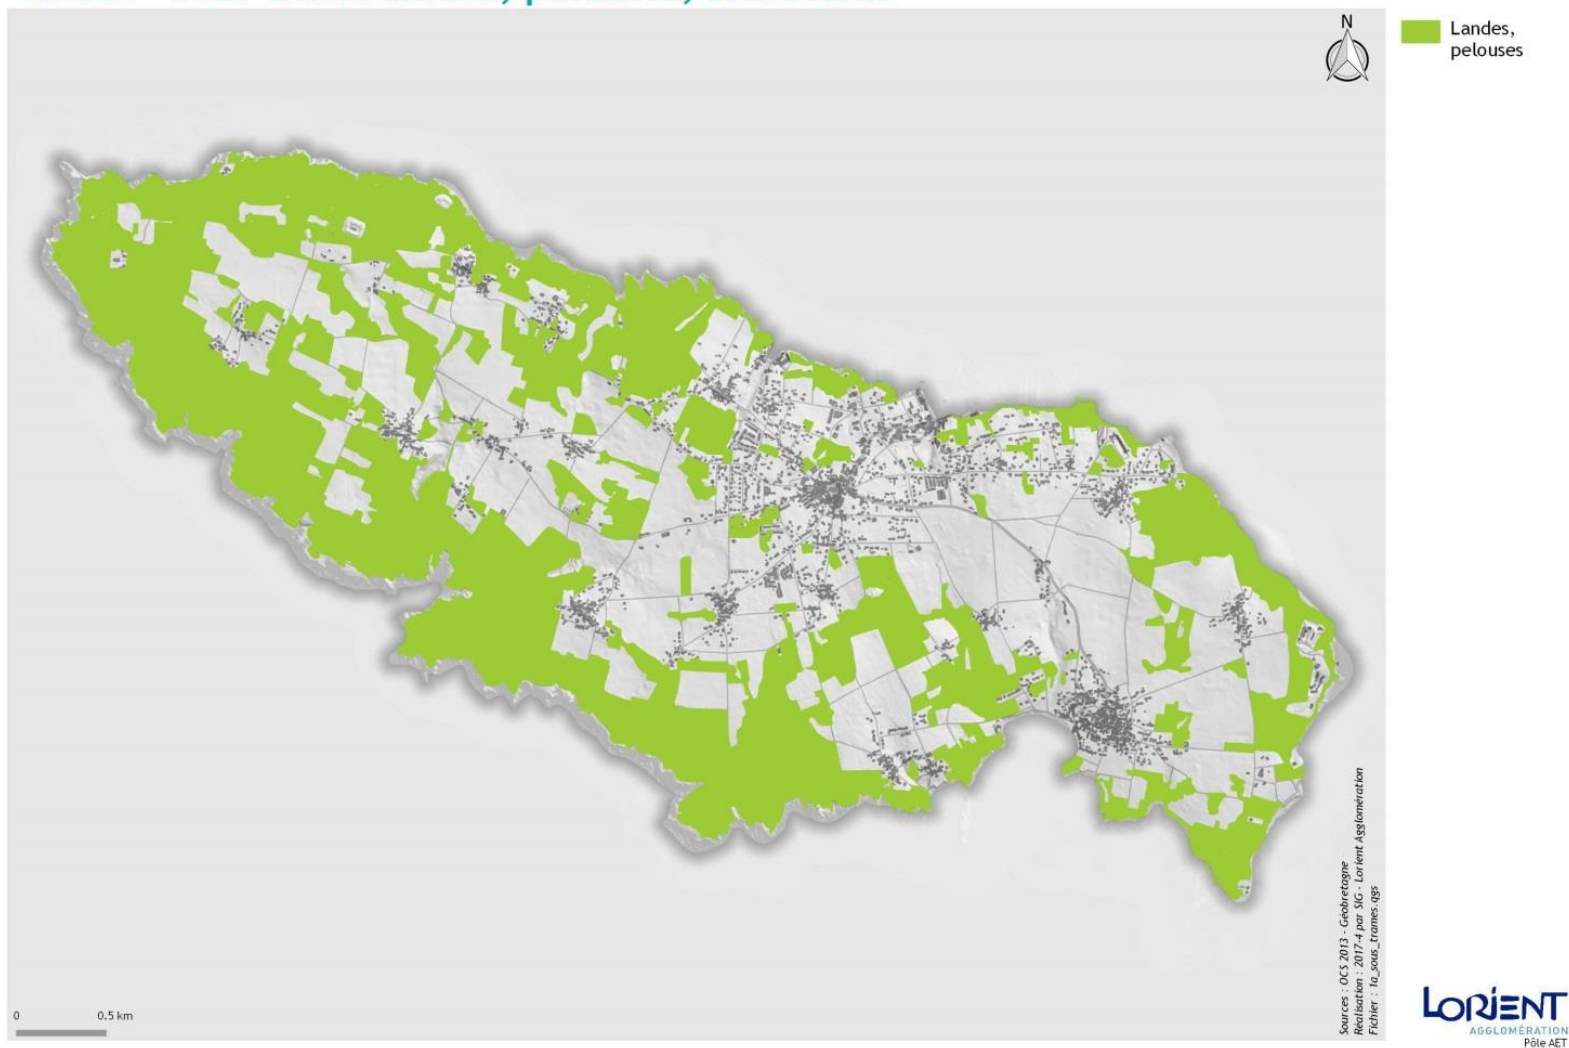 N
Landes,
pelouses
0 0.5 km
Sources : OCS 2013 - Géobretagne
Réalisation : 2017-4 par SIG - Lorient Agglomération
Fichier : 1a_sous_trames.qgs
LORIENT
AGGLOMÉRATION
Pôle AET